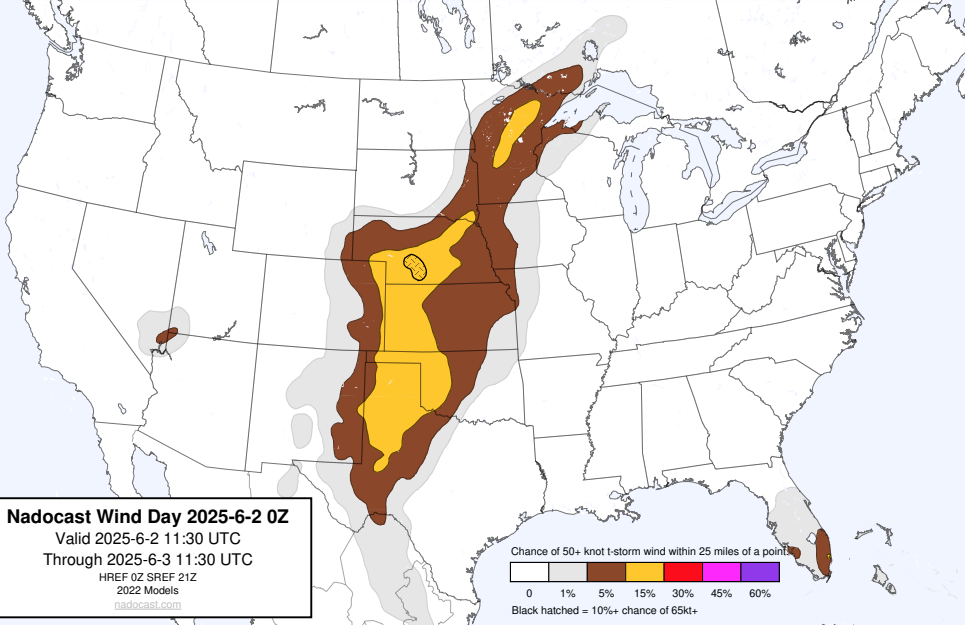 Nadocast Wind Day 2025-6-2 0Z
Valid 2025-6-2 11:30 UTC
Through 2025-6-3 11:30 UTC
HREF 0Z SREF 21Z
2022 Models
nadocast.com
Chance of 50+ knot t-storm wind within 25 miles of a point.
0 1% 5% 15% 30% 45% 60%
Black hatched = 10%+ chance of 65kt+